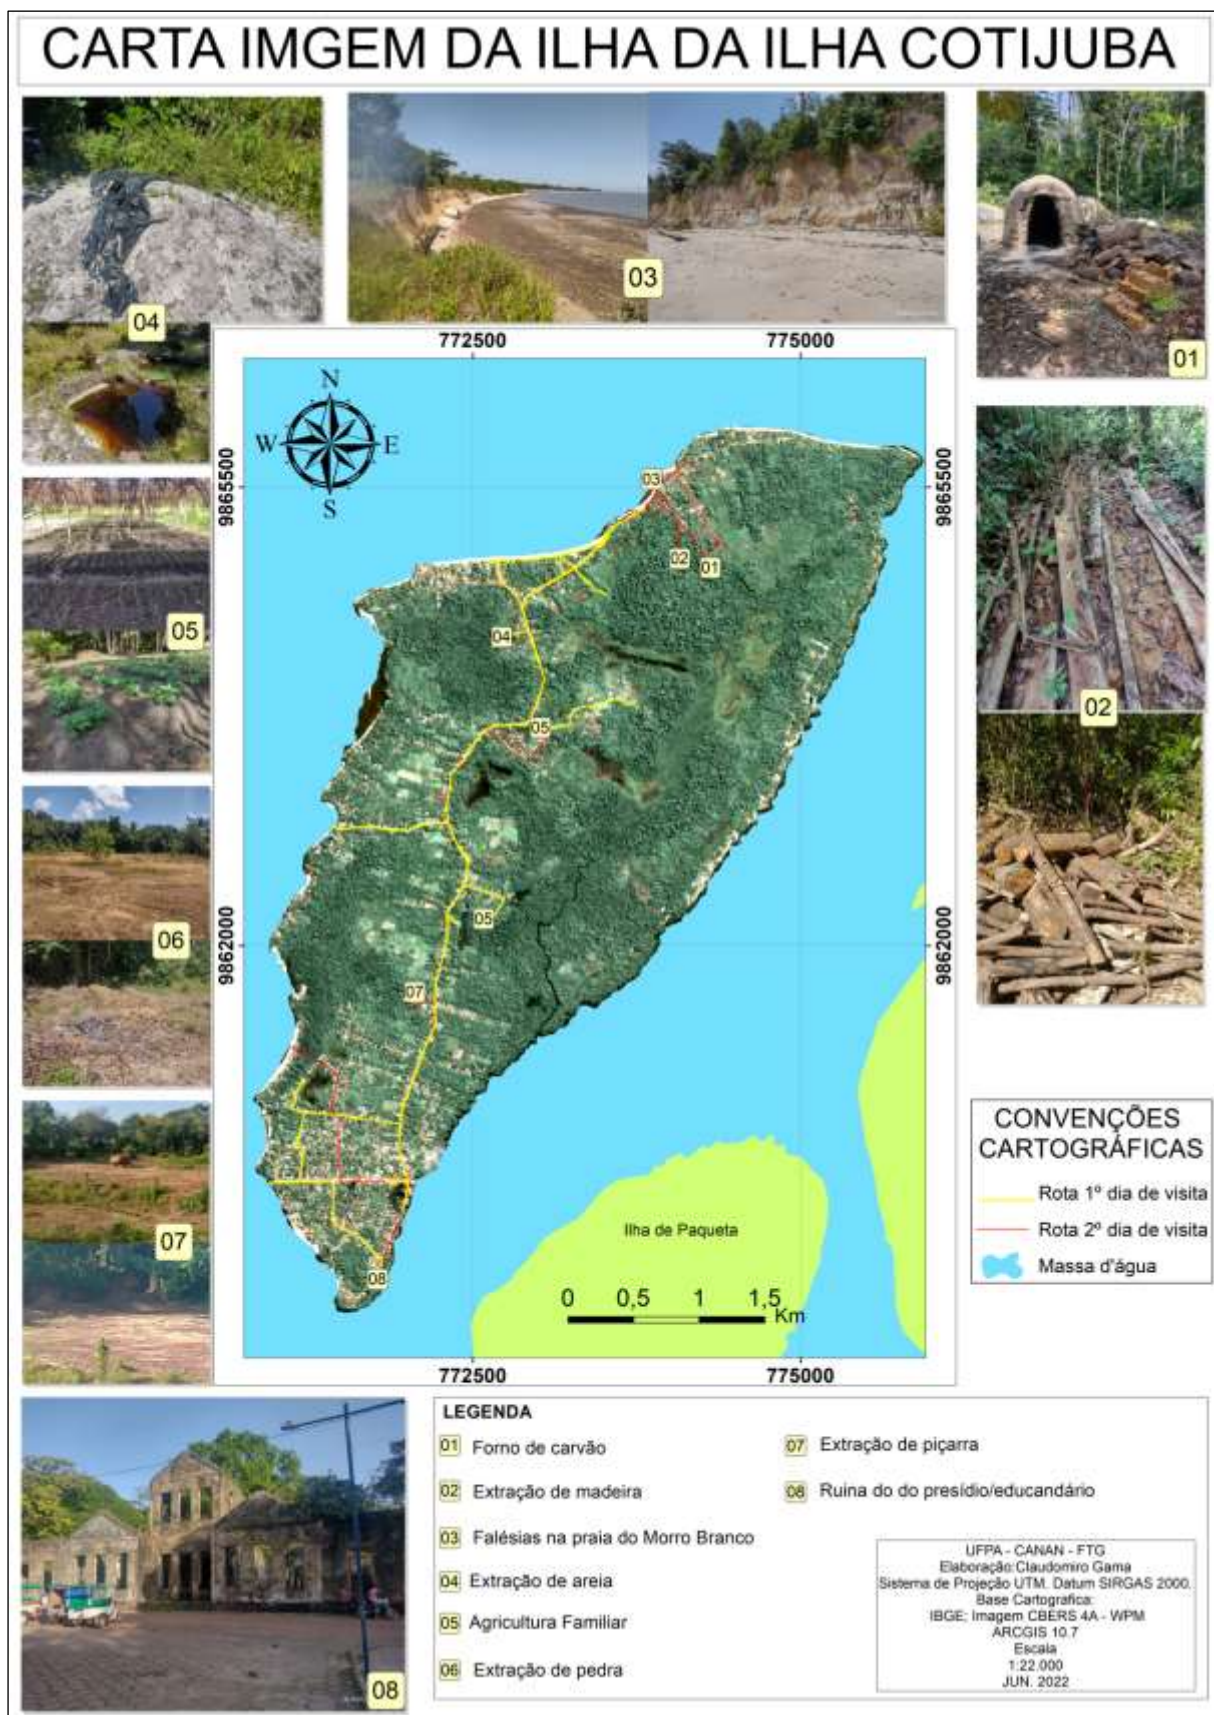 CARTA IMGEM DA ILHA DA ILHA COTIJUBA
04
03
01
772500
775000
N
W
E
S
9865500
9865500
03
02
01
04
05
05
02
05
06
9862000
9862000
07
07
08
Ilha de Paqueta
0 0,5 1 1,5
Km
772500
775000
CONVENÇÕES
CARTOGRÁFICAS
Rota 1º dia de visita
Rota 2º dia de visita
Massa d'água
08
LEGENDA
01 Forno de carvão
02 Extração de madeira
03 Falésias na praia do Morro Branco
04 Extração de areia
05 Agricultura Familiar
06 Extração de pedra
07 Extração de piçarra
08 Ruina do do presídio/educandário
UFPA - CANAN - FTG
Elaboração:Claudomiro Gama
Sistema de Projeção UTM. Datum SIRGAS 2000.
Base Cartografica:
IBGE; Imagem CBERS 4A - WPM
ARCGIS 10.7
Escala
1:22.000
JUN. 2022